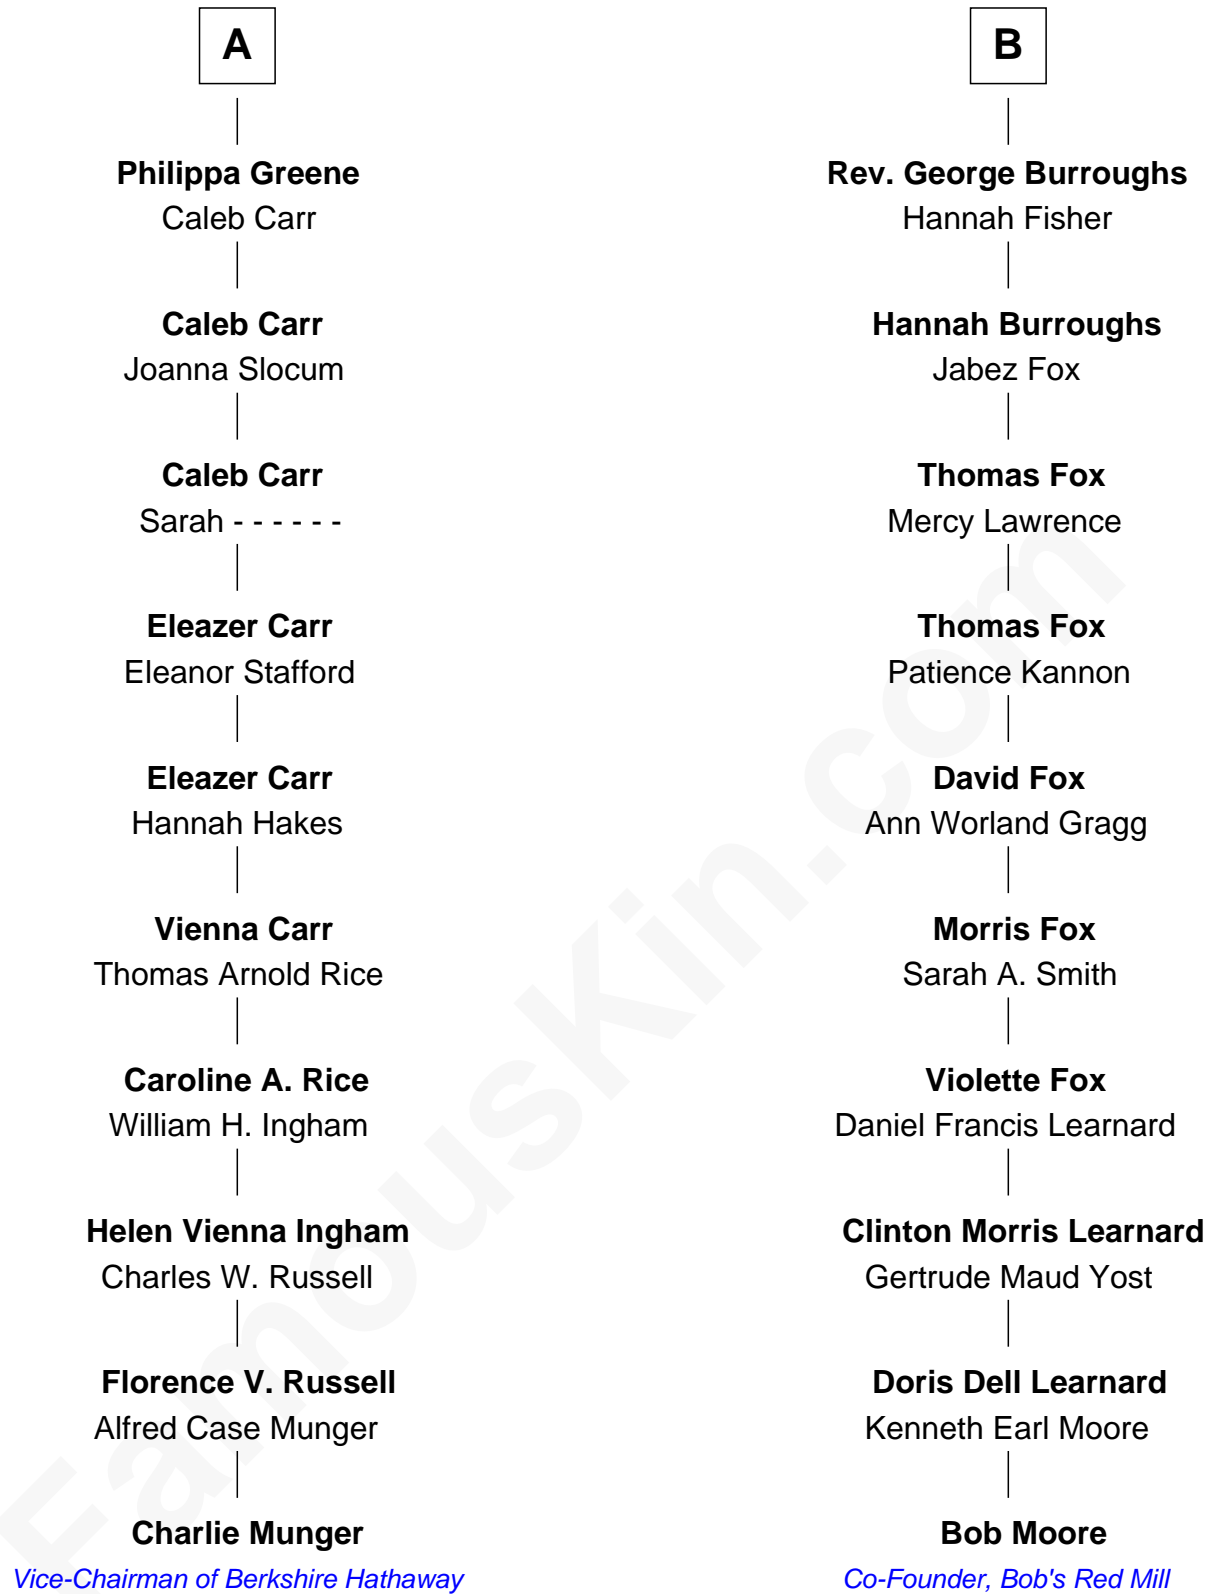 A
Philippa Greene
Caleb Carr
Caleb Carr
Joanna Slocum
Caleb Carr
Sarah - - - - - -
Eleazer Carr
Eleanor Stafford
Eleazer Carr
Hannah Hakes
Vienna Carr
Thomas Arnold Rice
Caroline A. Rice
William H. Ingham
Helen Vienna Ingham
Charles W. Russell
Florence V. Russell
Alfred Case Munger
Charlie Munger
Vice-Chairman of Berkshire Hathaway
B
Rev. George Burroughs
Hannah Fisher
Hannah Burroughs
Jabez Fox
Thomas Fox
Mercy Lawrence
Thomas Fox
Patience Kannon
David Fox
Ann Worland Gragg
Morris Fox
Sarah A. Smith
Violette Fox
Daniel Francis Learnard
Clinton Morris Learnard
Gertrude Maud Yost
Doris Dell Learnard
Kenneth Earl Moore
Bob Moore
Co-Founder, Bob's Red Mill
FamousKin.com